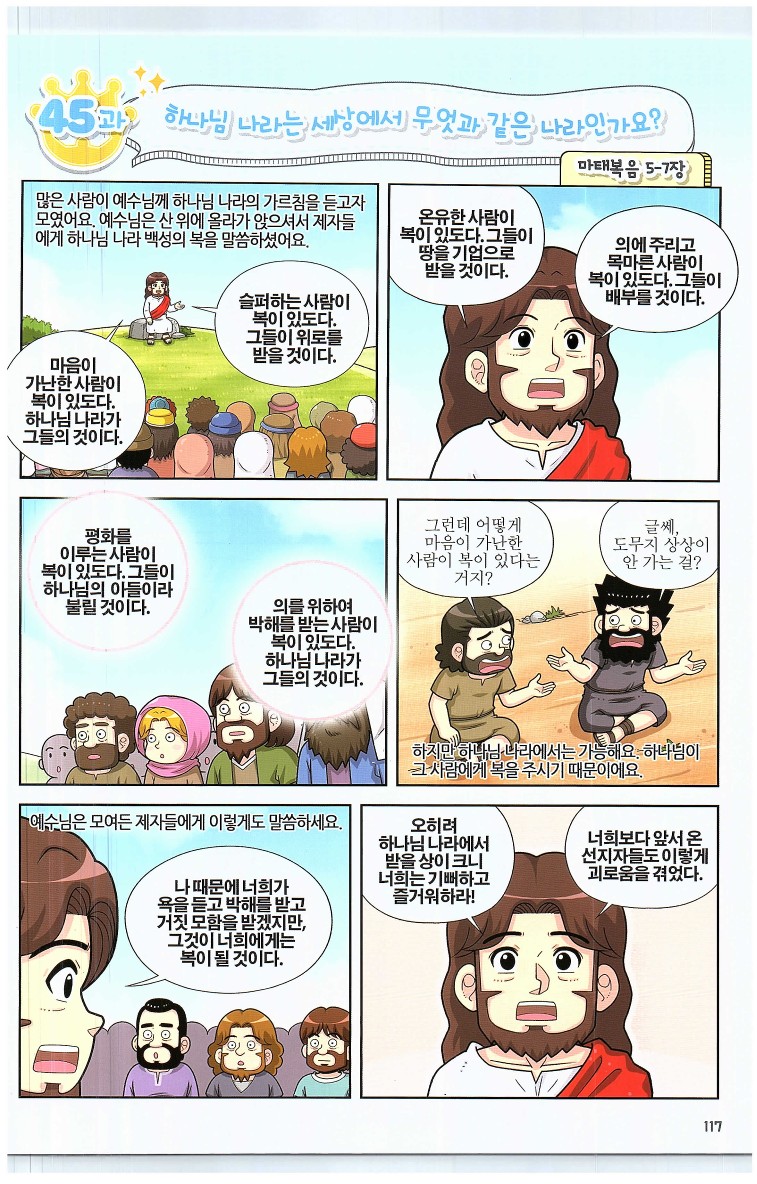 45과
하나님 나라는 세상에서 무엇과 같은 나라인가요?
마태복음 5-7장
많은 사람이 예수님께 하나님 나라의 가르침을 듣고자
모였어요. 예수님은 산 위에 올라가 앉으셔서 제자들
에게 하나님 나라 백성의 복을 말씀하셨어요.
마음이
가난한 사람이
복이 있도다.
하나님 나라가
그들의 것이다.
슬퍼하는 사람이
복이 있도다.
그들이 위로를
받을 것이다.
온유한 사람이
복이 있도다. 그들이
땅을 기업으로
받을 것이다.
의에 주리고
목마른 사람이
복이 있도다. 그들이
배부를 것이다.
평화를
이루는 사람이
복이 있도다. 그들이
하나님의 아들이라
불릴 것이다.
의를 위하여
박해를 받는 사람이
복이 있도다.
하나님 나라가
그들의 것이다.
그런데 어떻게
마음이 가난한
사람이 복이 있다는
거지?
글쎄,
도무지 상상이
안 가는 걸?
하지만 하나님 나라에서는 가능해요. 하나님이
그 사람에게 복을 주시기 때문이에요.
예수님은 모여든 제자들에게 이렇게도 말씀하세요.
나 때문에 너희가
욕을 듣고 박해를 받고
거짓 모함을 받겠지만,
그것이 너희에게는
복이 될 것이다.
오히려
하나님 나라에서
받을 상이 크니
너희는 기뻐하고
즐거워하라!
너희보다 앞서 온
선지자들도 이렇게
괴로움을 겪었다.
117